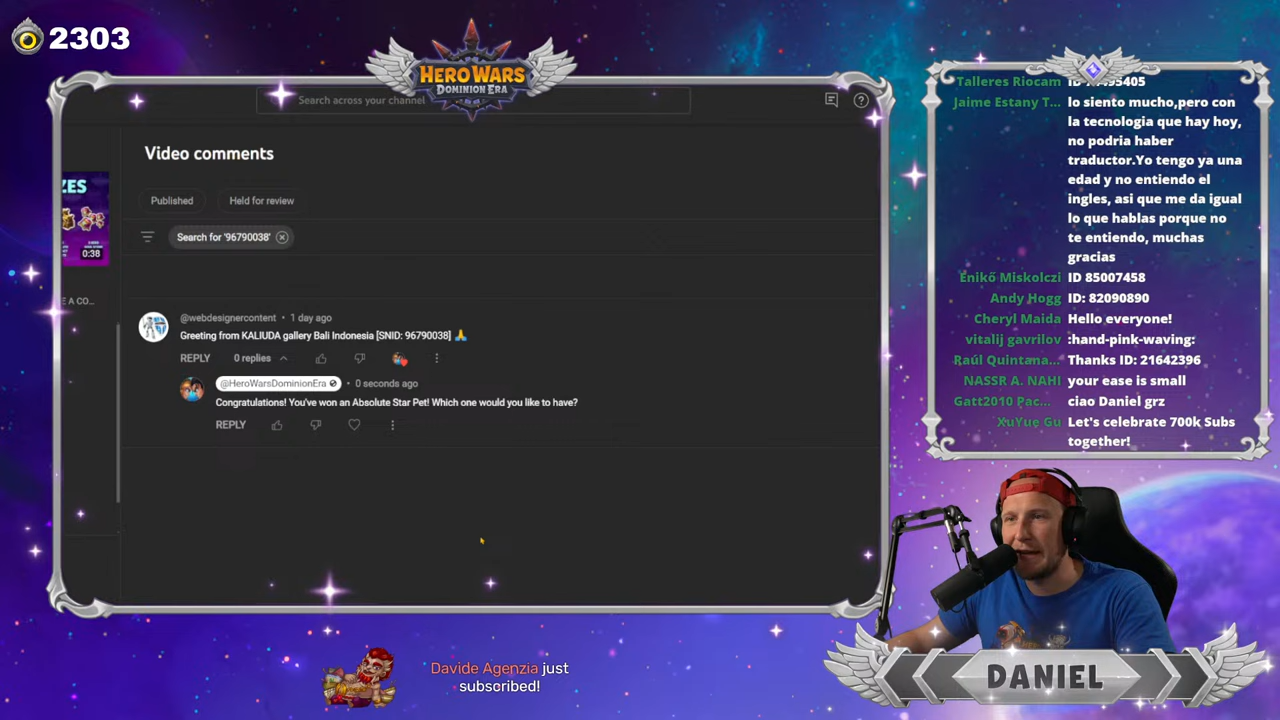 2303
HERO WARS
DOMINION ERA
Search across your channel
Video comments
Published
Held for review
Search for '96790038'
ZES
0:38
E A CO...
@webdesignercontent • 1 day ago
Greeting from KALIUDA gallery Bali Indonesia [SNID: 96790038] 🙏
REPLY
0 replies
@HeroWarsDominionEra • 0 seconds ago
Congratulations! You've won an Absolute Star Pet! Which one would you like to have?
REPLY
Talleres Riocam
Jaime Estany T... lo siento mucho,pero con
la tecnologia que hay hoy,
no podria haber
traductor.Yo tengo ya una
edad y no entiendo el
ingles, asi que me da igual
lo que hablas porque no
te entiendo, muchas
gracias
Enikő Miskolczi ID 85007458
Andy Hogg ID: 82090890
Cheryl Maida Hello everyone!
vitalij gavrilov :hand-pink-waving:
Raúl Quintana... Thanks ID: 21642396
NASSR A. NAHI your ease is small
Gatt2010 Pac... ciao Daniel grz
XuYue Gu Let's celebrate 700k Subs
together!
Davide Agenzia just
subscribed!
DANIEL